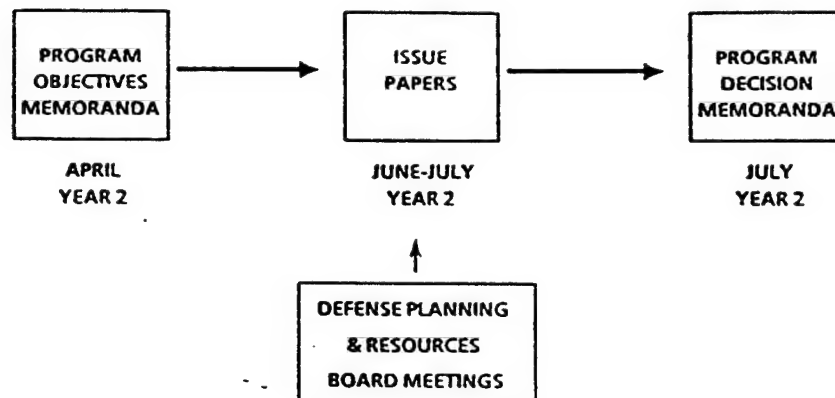 PROGRAM
OBJECTIVES
MEMORANDA
ISSUE
PAPERS
PROGRAM
DECISION
MEMORANDA
APRIL
YEAR 2
JUNE-JULY
YEAR 2
JULY
YEAR 2
DEFENSE PLANNING
& RESOURCES
BOARD MEETINGS